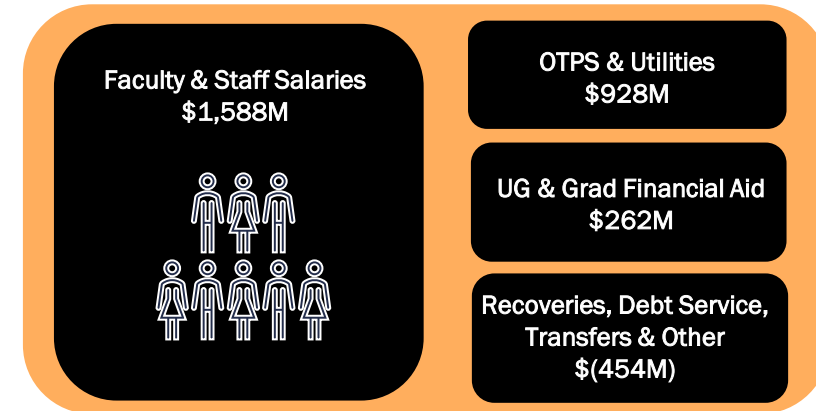 Faculty & Staff Salaries
$1,588M
OTPS & Utilities
$928M
UG & Grad Financial Aid
$262M
Recoveries, Debt Service,
Transfers & Other
$(454M)